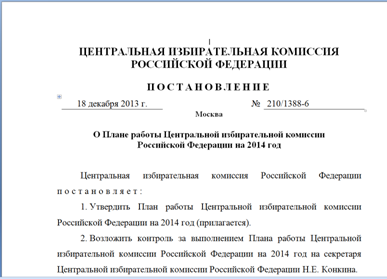 ЦЕНТРАЛЬНАЯ ИЗБИРАТЕЛЬНАЯ КОМИССИЯ
РОССИЙСКОЙ ФЕДЕРАЦИИ
ПОСТАНОВЛЕНИЕ
18 декабря 2013 г. № 210/1388-6
Москва
О Плане работы Центральной избирательной комиссии
Российской Федерации на 2014 год
Центральная избирательная комиссия Российской Федерации
постановляет:
1. Утвердить План работы Центральной избирательной комиссии
Российской Федерации на 2014 год (прилагается).
2. Возложить контроль за выполнением Плана работы Центральной
избирательной комиссии Российской Федерации на 2014 год на секретаря
Центральной избирательной комиссии Российской Федерации Н.Е. Конкина.